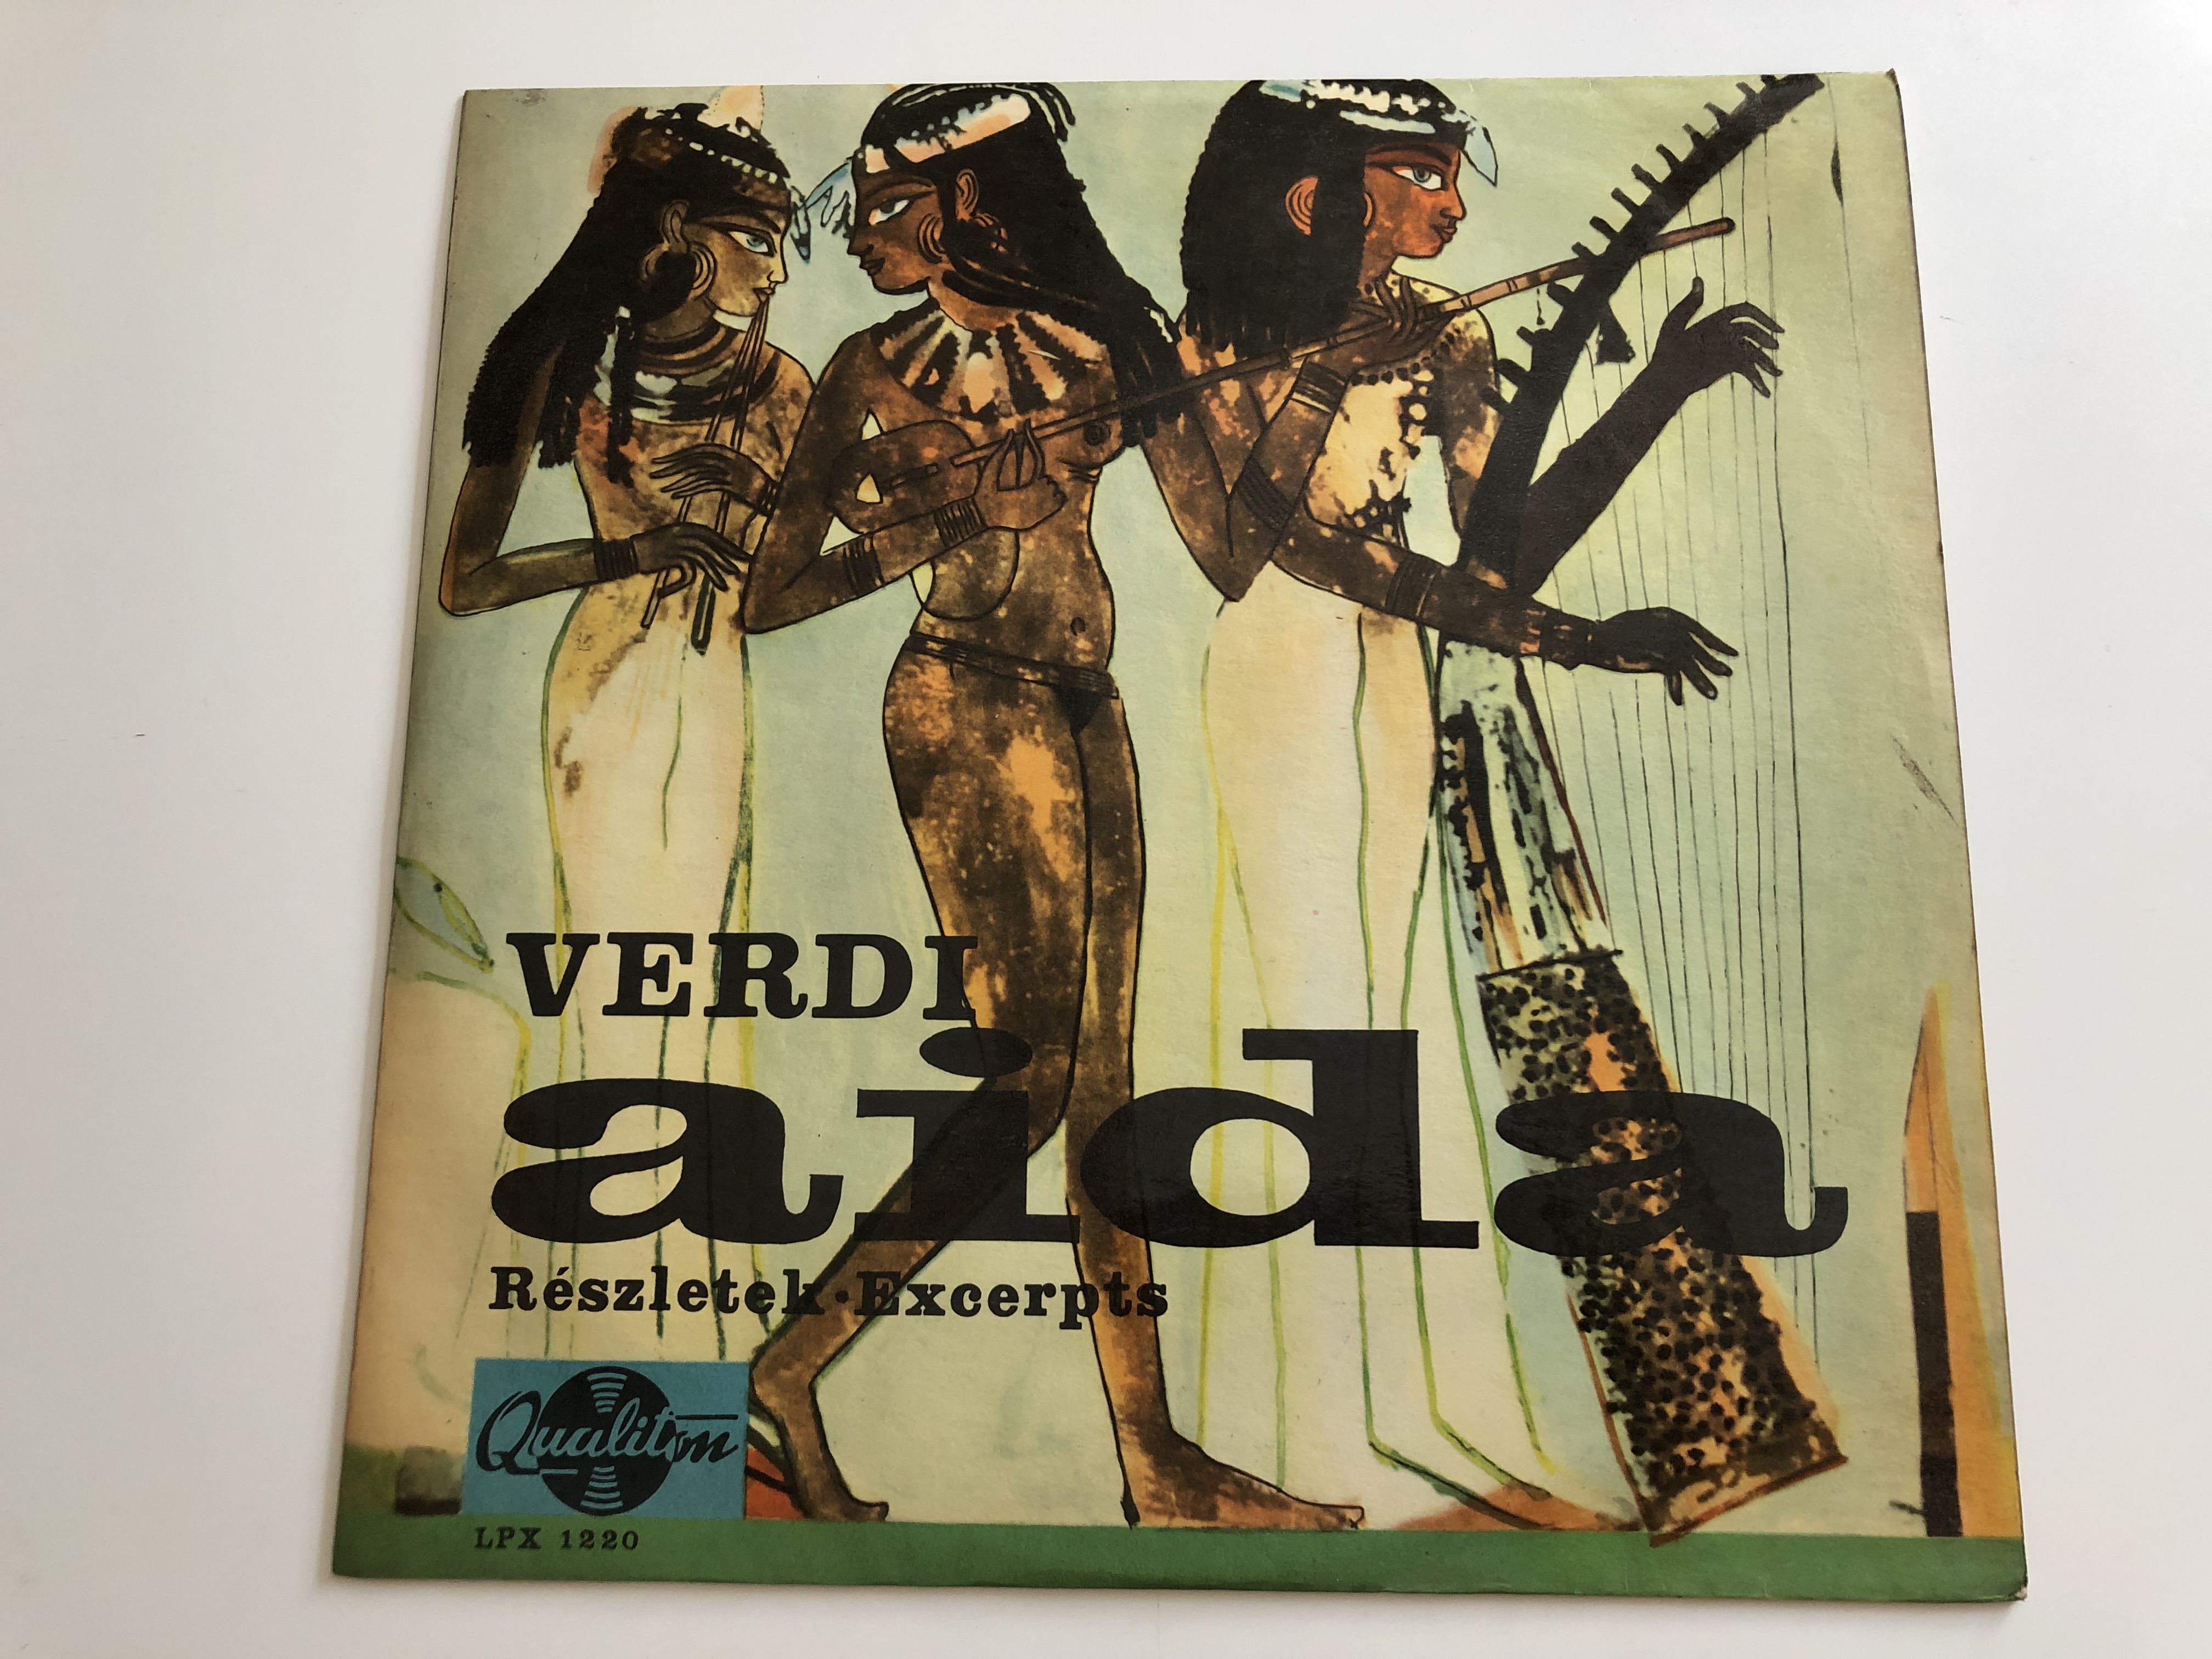 VERDI
aida
Részletek·Excerpts
Qualiton
LPX 1220